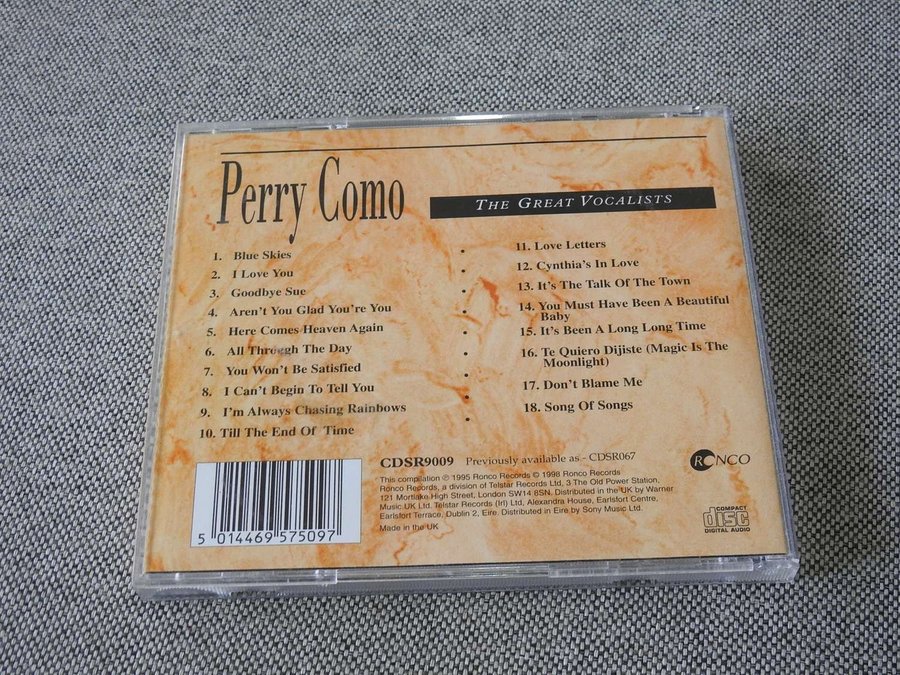 Perry Como
THE GREAT VOCALISTS
1. Blue Skies
2. I Love You
3. Goodbye Sue
4. Aren't You Glad You're You
5. Here Comes Heaven Again
6. All Through The Day
7. You Won't Be Satisfied
8. I Can't Begin To Tell You
9. I'm Always Chasing Rainbows
10. Till The End Of Time
11. Love Letters
12. Cynthia's In Love
13. It's The Talk Of The Town
14. You Must Have Been A Beautiful
Baby
15. It's Been A Long Long Time
16. Te Quiero Dijiste (Magic Is The
Moonlight)
17. Don't Blame Me
18. Song Of Songs
CDSR9009 Previously available as - CDSR067
This compilation ℗ 1995 Ronco Records © 1998 Ronco Records
Ronco Records, a division of Telstar Records Ltd, 3 The Old Power Station,
121 Mortlake High Street, London SW14 8SN. Distributed in the UK by Warner
Music UK Ltd. Telstar Records (Irl) Ltd. Alexandra House, Earlsfort Centre,
Earlsfort Terrace, Dublin 2, Eire. Distributed in Eire by Sony Music Ltd.
Made in the UK
RONCO
COMPACT
disc
DIGITAL AUDIO
5 014469 575097